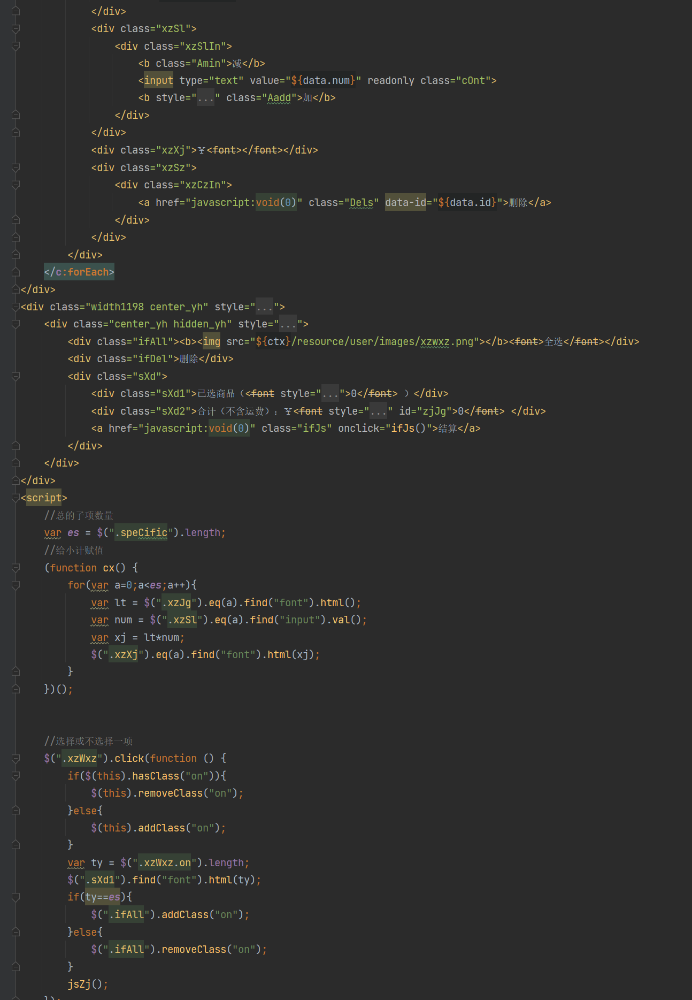 </div>
<div class="xzSl">
<div class="xzSlIn">
<b class="Amin">减</b>
<input type="text" value="${data.num}" readonly class="cOnt">
<b style="..." class="Aadd">加</b>
</div>
</div>
<div class="xzXj">￥<font></font></div>
<div class="xzSz">
<div class="xzCzIn">
<a href="javascript:void(0)" class="Dels" data-id="${data.id}">删除</a>
</div>
</div>
</div>
</c:forEach>
</div>
<div class="width1198 center_yh" style="...">
<div class="center_yh hidden_yh" style="...">
<div class="ifAll"><b><img src="${ctx}/resource/user/images/xzwxz.png"></b><font>全选</font></div>
<div class="ifDel">删除</div>
<div class="sXd">
<div class="sXd1">已选商品（<font style="...">0</font> ）</div>
<div class="sXd2">合计（不含运费）：￥<font style="..." id="zjJg">0</font> </div>
<a href="javascript:void(0)" class="ifJs" onclick="ifJs()">结算</a>
</div>
</div>
</div>
<script>
//总的子项数量
var es = $(".speCific").length;
//给小计赋值
(function cx() {
for(var a=0;a<es;a++){
var lt = $(".xzJg").eq(a).find("font").html();
var num = $(".xzSl").eq(a).find("input").val();
var xj = lt*num;
$(".xzXj").eq(a).find("font").html(xj);
}
})();
//选择或不选择一项
$(".xzWxz").click(function () {
if($(this).hasClass("on")){
$(this).removeClass("on");
}else{
$(this).addClass("on");
}
var ty = $(".xzWxz.on").length;
$(".sXd1").find("font").html(ty);
if(ty==es){
$(".ifAll").addClass("on");
}else{
$(".ifAll").removeClass("on");
}
jsZj();
});